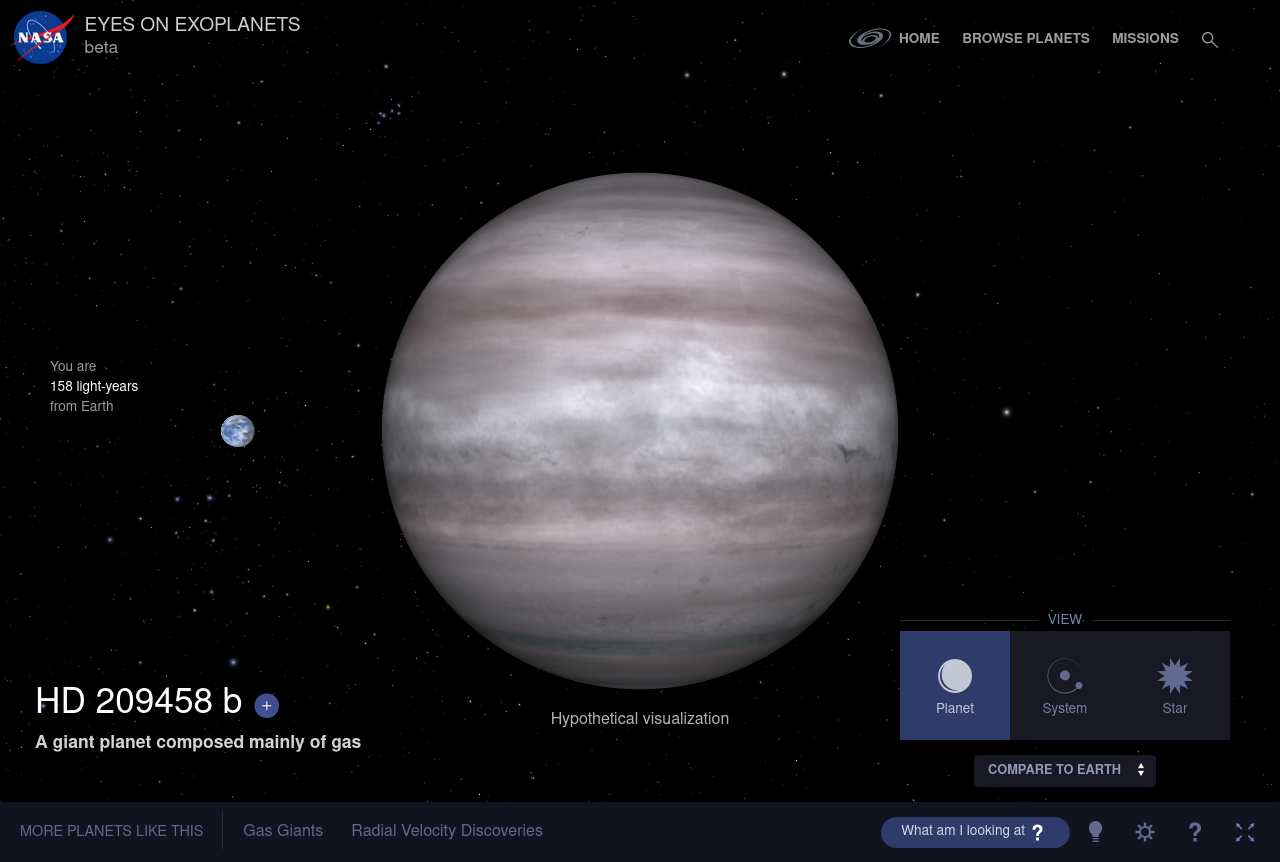 NASA
EYES ON EXOPLANETS
beta
HOME
BROWSE PLANETS
MISSIONS
You are
158 light-years
from Earth
HD 209458 b +
A giant planet composed mainly of gas
Hypothetical visualization
VIEW
Planet
System
Star
COMPARE TO EARTH
MORE PLANETS LIKE THIS
Gas Giants
Radial Velocity Discoveries
What am I looking at ?
?